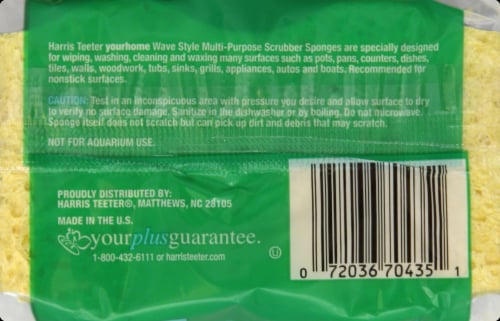 Harris Teeter yourhome Wave Style Multi-Purpose Scrubber Sponges are specially designed
for wiping, washing, cleaning and waxing many surfaces such as pots, pans, counters, dishes,
tiles, walls, woodwork, tubs, sinks, grills, appliances, autos and boats. Recommended for
nonstick surfaces.
CAUTION: Test in an inconspicuous area with pressure you desire and allow surface to dry
to verify no surface damage. Sanitize in the dishwasher or by boiling. Do not microwave.
Sponge itself does not scratch but can pick up dirt and debris that may scratch.
NOT FOR AQUARIUM USE.
PROUDLY DISTRIBUTED BY:
HARRIS TEETER®, MATTHEWS, NC 28105
MADE IN THE U.S.
yourplusguarantee.
1-800-432-6111 or harristeeter.com
U
0 72036 70435 1